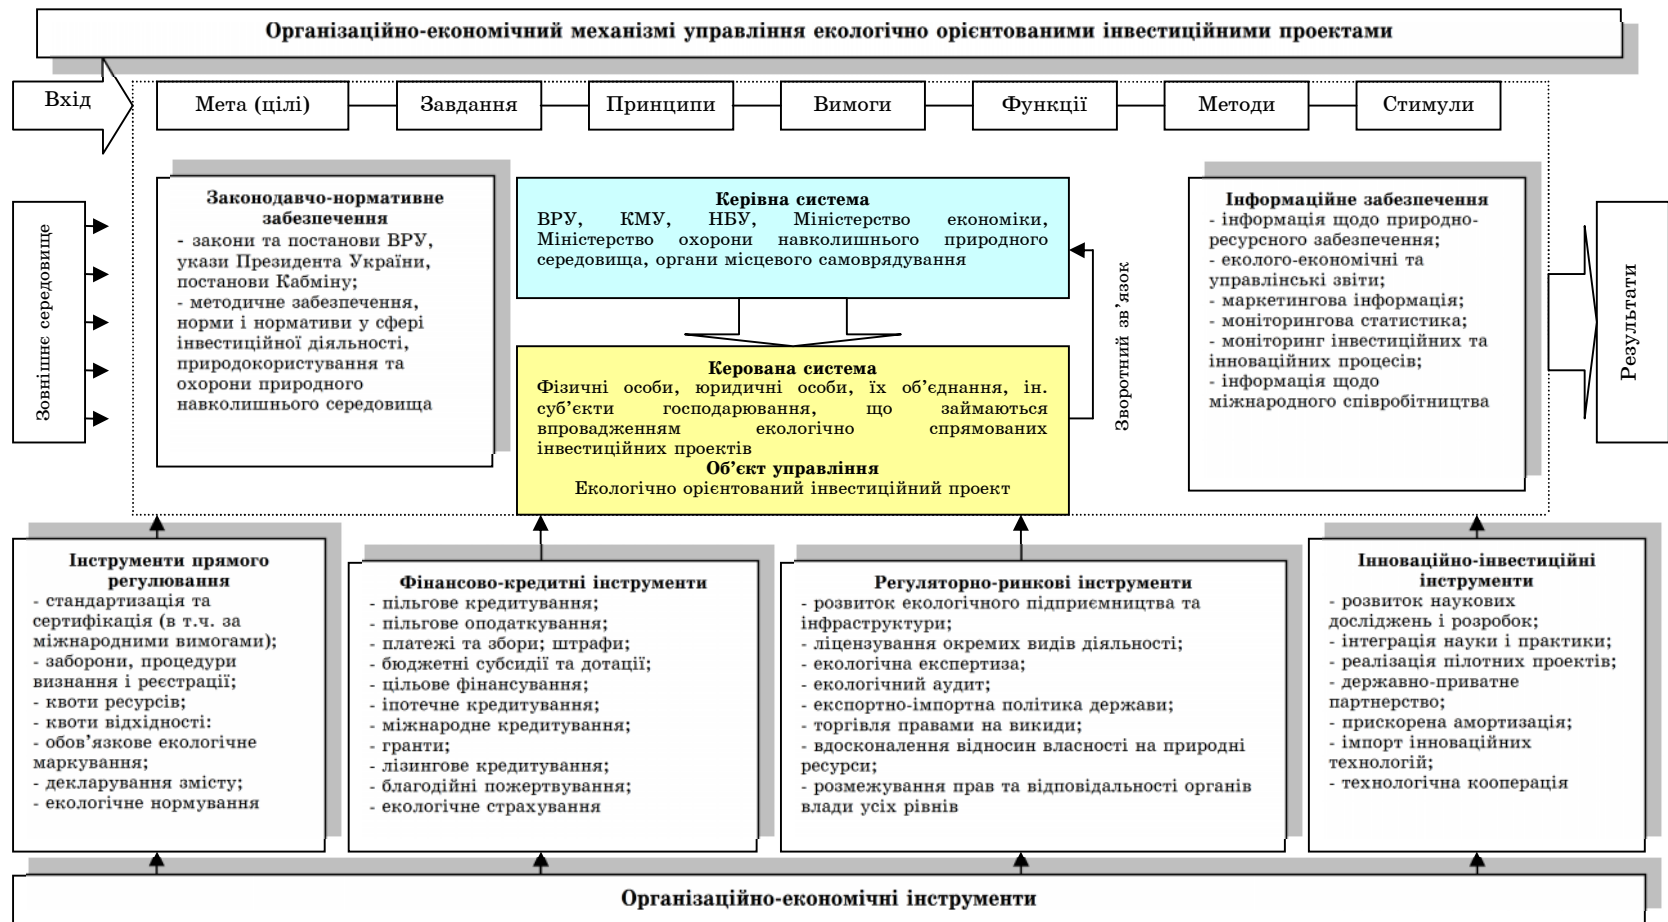 Організаційно-економічний механізмі управління екологічно орієнтованими інвестиційними проектами
Вхід
Мета (цілі)
Завдання
Принципи
Вимоги
Функції
Методи
Стимули
Зовнішнє середовище
Законодавчо-нормативне
забезпечення
- закони та постанови ВРУ,
укази Президента України,
постанови Кабміну;
- методичне забезпечення,
норми і нормативи у сфері
інвестиційної діяльності,
природокористування та
охорони природного
навколишнього середовища
Керівна система
ВРУ, КМУ, НБУ, Міністерство економіки,
Міністерство охорони навколишнього природного
середовища, органи місцевого самоврядування
Керована система
Фізичні особи, юридичні особи, їх об’єднання, ін.
суб’єкти господарювання, що займаються
впровадженням екологічно спрямованих
інвестиційних проектів
Об’єкт управління
Екологічно орієнтований інвестиційний проект
Зворотний зв’язок
Інформаційне забезпечення
- інформація щодо природно-
ресурсного забезпечення;
- еколого-економічні та
управлінські звіти;
- маркетингова інформація;
- моніторингова статистика;
- моніторинг інвестиційних та
інноваційних процесів;
- інформація щодо
міжнародного співробітництва
Результати
Інструменти прямого
регулювання
- стандартизація та
сертифікація (в т.ч. за
міжнародними вимогами);
- заборони, процедури
визнання і реєстрації;
- квоти ресурсів;
- квоти відхідності:
- обов’язкове екологічне
маркування;
- декларування змісту;
- екологічне нормування
Фінансово-кредитні інструменти
- пільгове кредитування;
- пільгове оподаткування;
- платежі та збори; штрафи;
- бюджетні субсидії та дотації;
- цільове фінансування;
- іпотечне кредитування;
- міжнародне кредитування;
- гранти;
- лізингове кредитування;
- благодійні пожертвування;
- екологічне страхування
Регуляторно-ринкові інструменти
- розвиток екологічного підприємництва та
інфраструктури;
- ліцензування окремих видів діяльності;
- екологічна експертиза;
- екологічний аудит;
- експортно-імпортна політика держави;
- торгівля правами на викиди;
- вдосконалення відносин власності на природні
ресурси;
- розмежування прав та відповідальності органів
влади усіх рівнів
Інноваційно-інвестиційні
інструменти
- розвиток наукових
досліджень і розробок;
- інтеграція науки і практики;
- реалізація пілотних проектів;
- державно-приватне
партнерство;
- прискорена амортизація;
- імпорт інноваційних
технологій;
- технологічна кооперація
Організаційно-економічні інструменти